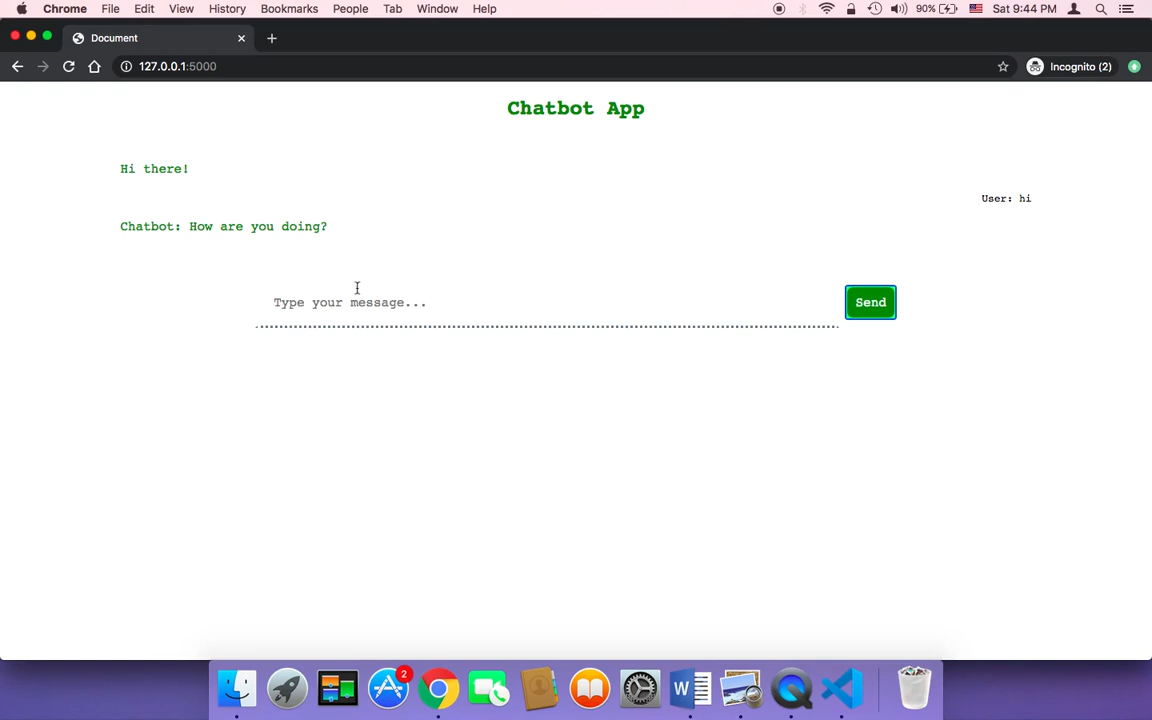 Chrome File Edit View History Bookmarks People Tab Window Help 90% Sat 9:44 PM
Document
127.0.0.1:5000 Incognito (2)
Chatbot App
Hi there!
User: hi
Chatbot: How are you doing?
Type your message...
Send
2
W